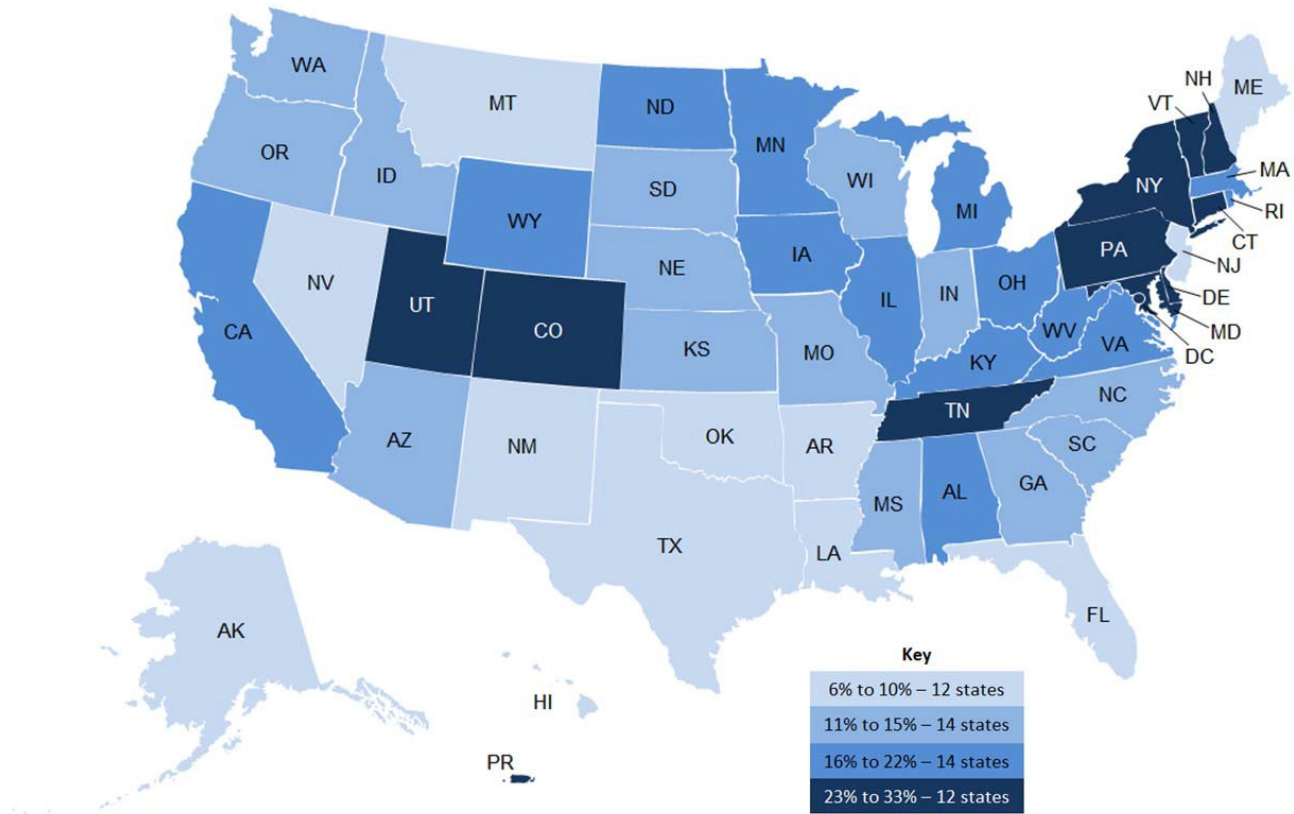 WA
MT
ND
MN
OR
ID
SD
WI
MI
WY
NE
IA
NV
UT
CO
CA
KS
MO
IL
IN
OH
KY
WV
VA
PA
NY
VT
NH
ME
MA
RI
CT
NJ
DE
MD
DC
NC
TN
SC
AZ
NM
OK
AR
MS
AL
GA
TX
LA
FL
AK
HI
PR
Key
6% to 10% – 12 states
11% to 15% – 14 states
16% to 22% – 14 states
23% to 33% – 12 states